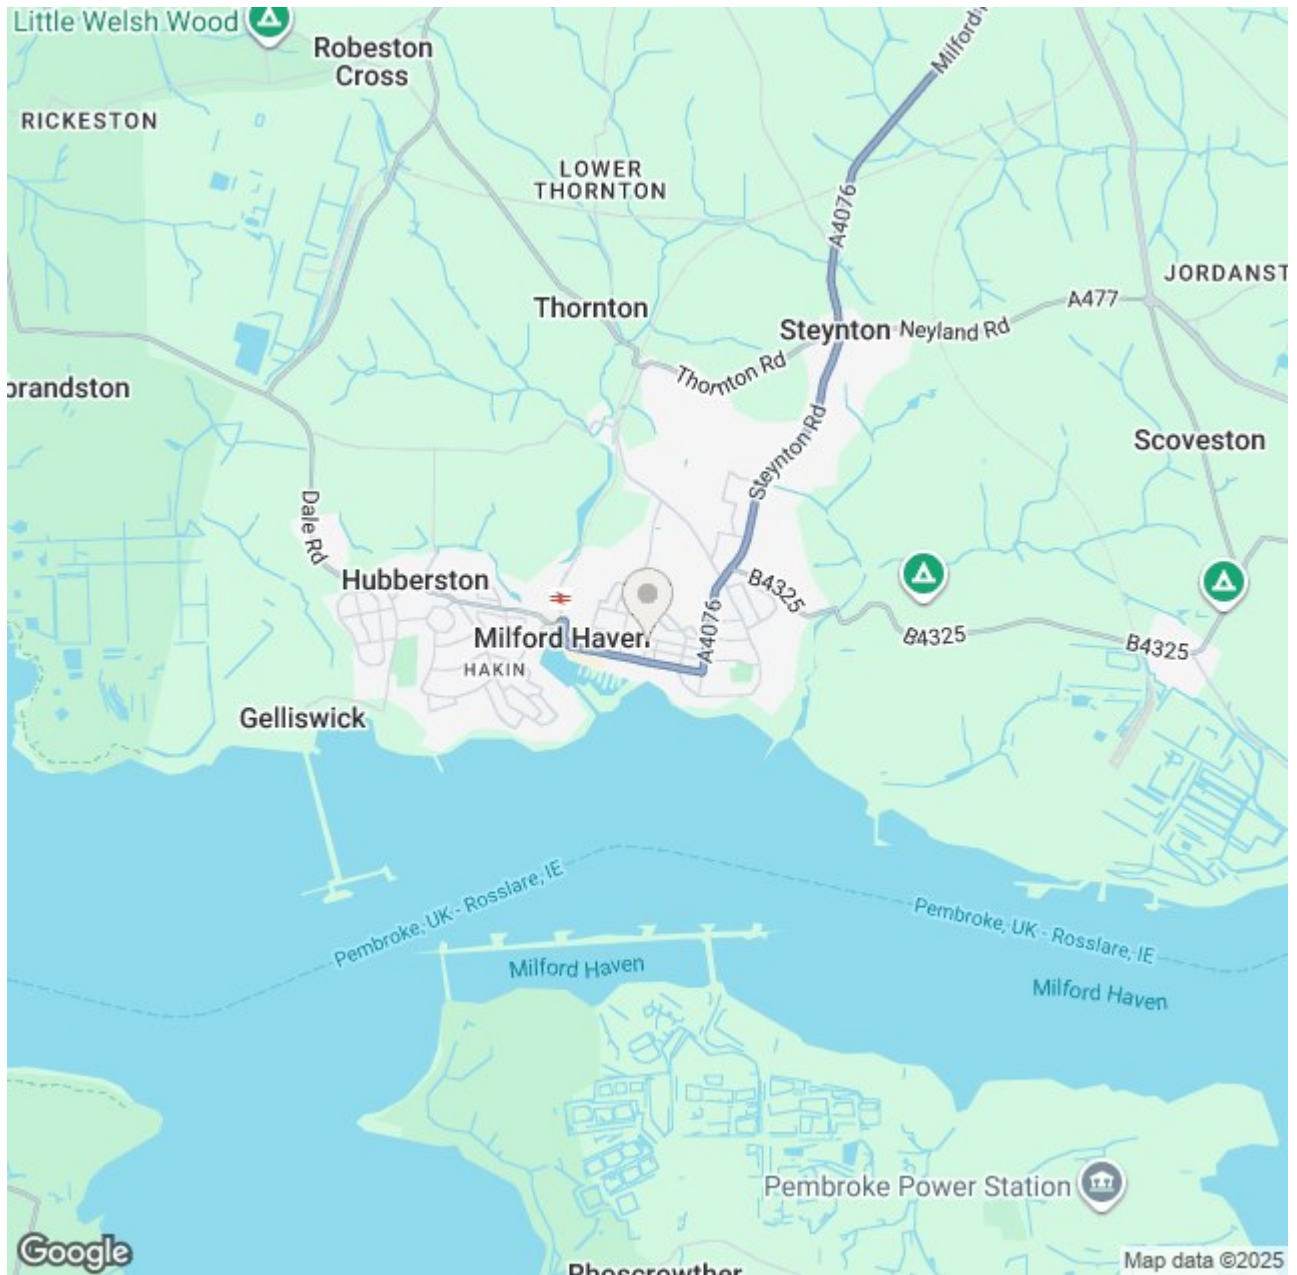 Little Welsh Wood
Robeston
Cross
Milford
RICKESTON
LOWER
THORNTON
A4076
JORDANST
A477
Thornton
Steynton
Neyland Rd
Thornton Rd
brandston
Steynton Rd
Scoveston
Dale Rd
Hubberston
B4325
B4325
B4325
A4076
Milford Haven
HAKIN
Gelliswick
Pembroke, UK - Rosslare, IE
Pembroke, UK - Rosslare, IE
Milford Haven
Milford Haven
Pembroke Power Station
Google
Map data ©2025
Rhoscrowther